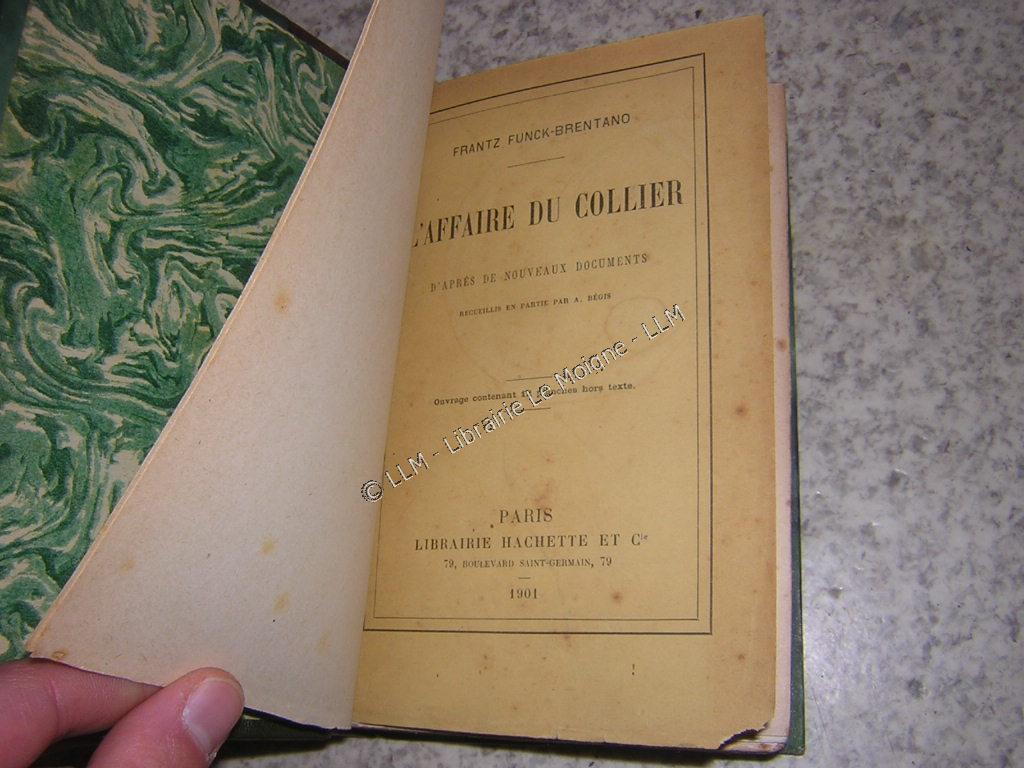 FRANTZ FUNCK-BRENTANO
L'AFFAIRE DU COLLIER
D'APRÈS DE NOUVEAUX DOCUMENTS
RECUEILLIS EN PARTIE PAR A. BÉGIS
Ouvrage contenant planches hors texte.
© LLM - Librairie Le Moigne - LLM
PARIS
LIBRAIRIE HACHETTE ET Cie
79, BOULEVARD SAINT-GERMAIN, 79
1901